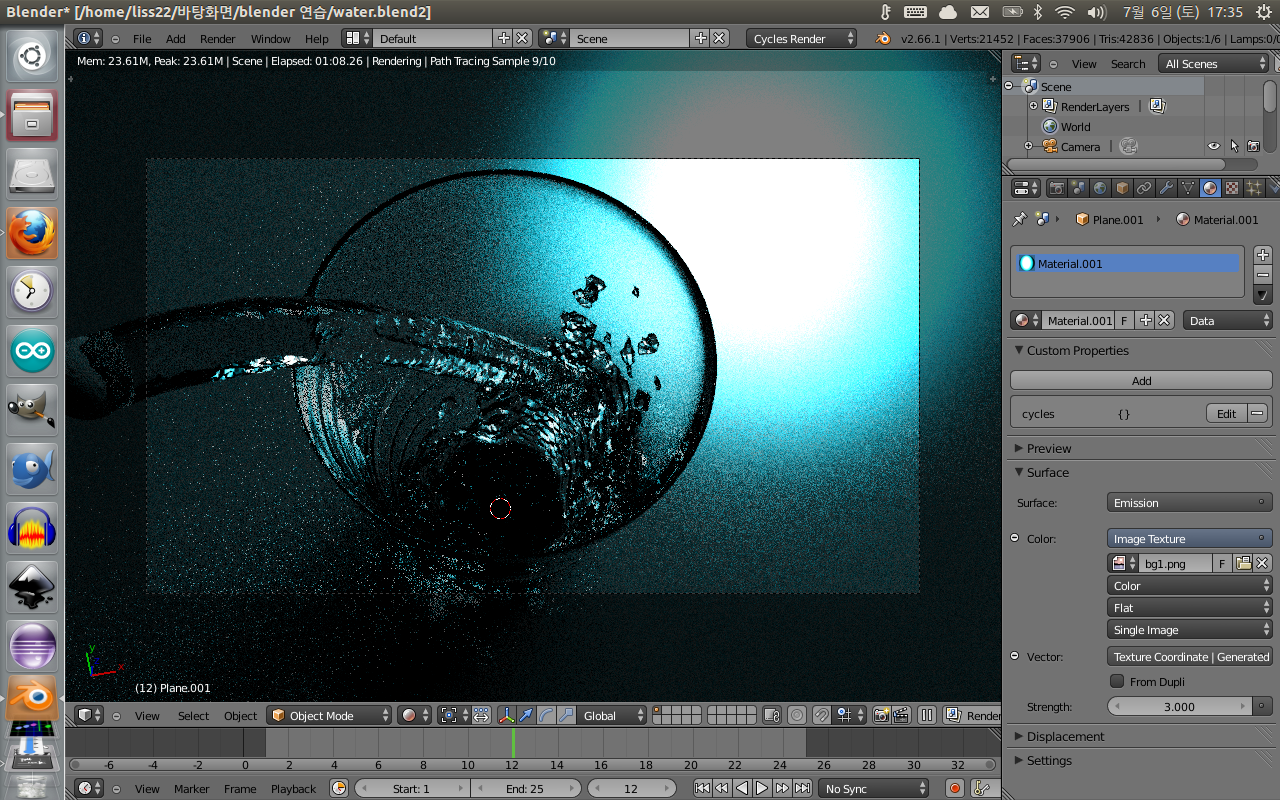 Blender* [/home/liss22/바탕화면/blender 연습/water.blend2]
7월 6일 (토) 17:35
File Add Render Window Help Default Scene Cycles Render v2.66.1 | Verts:21452 | Faces:37906 | Tris:42836 | Objects:1/6 | Lamps:0/0
Mem: 23.61M, Peak: 23.61M | Scene | Elapsed: 01:08.26 | Rendering | Path Tracing Sample 9/10
View Search All Scenes
Scene
RenderLayers |
World
Camera |
Plane.001 Material.001
Material.001
Material.001 F Data
Custom Properties
Add
cycles {} Edit
Preview
Surface
Surface: Emission
Color: Image Texture
bg1.png F
Color
Flat
Single Image
Vector: Texture Coordinate | Generated
From Dupli
Strength: 3.000
Displacement
Settings
y
x
(12) Plane.001
View Select Object Object Mode Global Render
-6 -4 -2 0 2 4 6 8 10 12 14 16 18 20 22 24 26 28 30 32
View Marker Frame Playback Start: 1 End: 25 12 No Sync